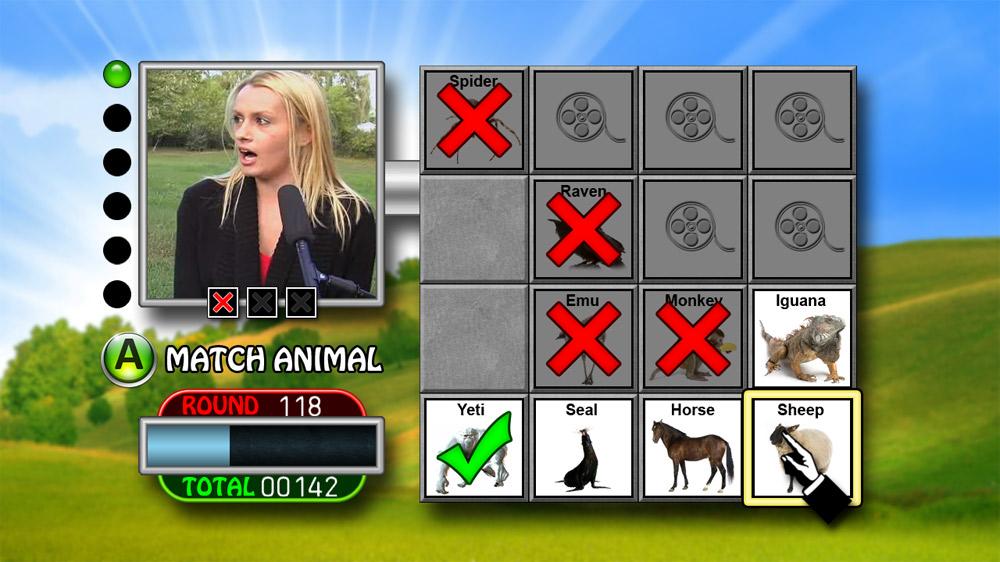 Spider
Raven
Emu
Monkey
Iguana
Yeti
Seal
Horse
Sheep
A MATCH ANIMAL
ROUND 118
TOTAL 00142